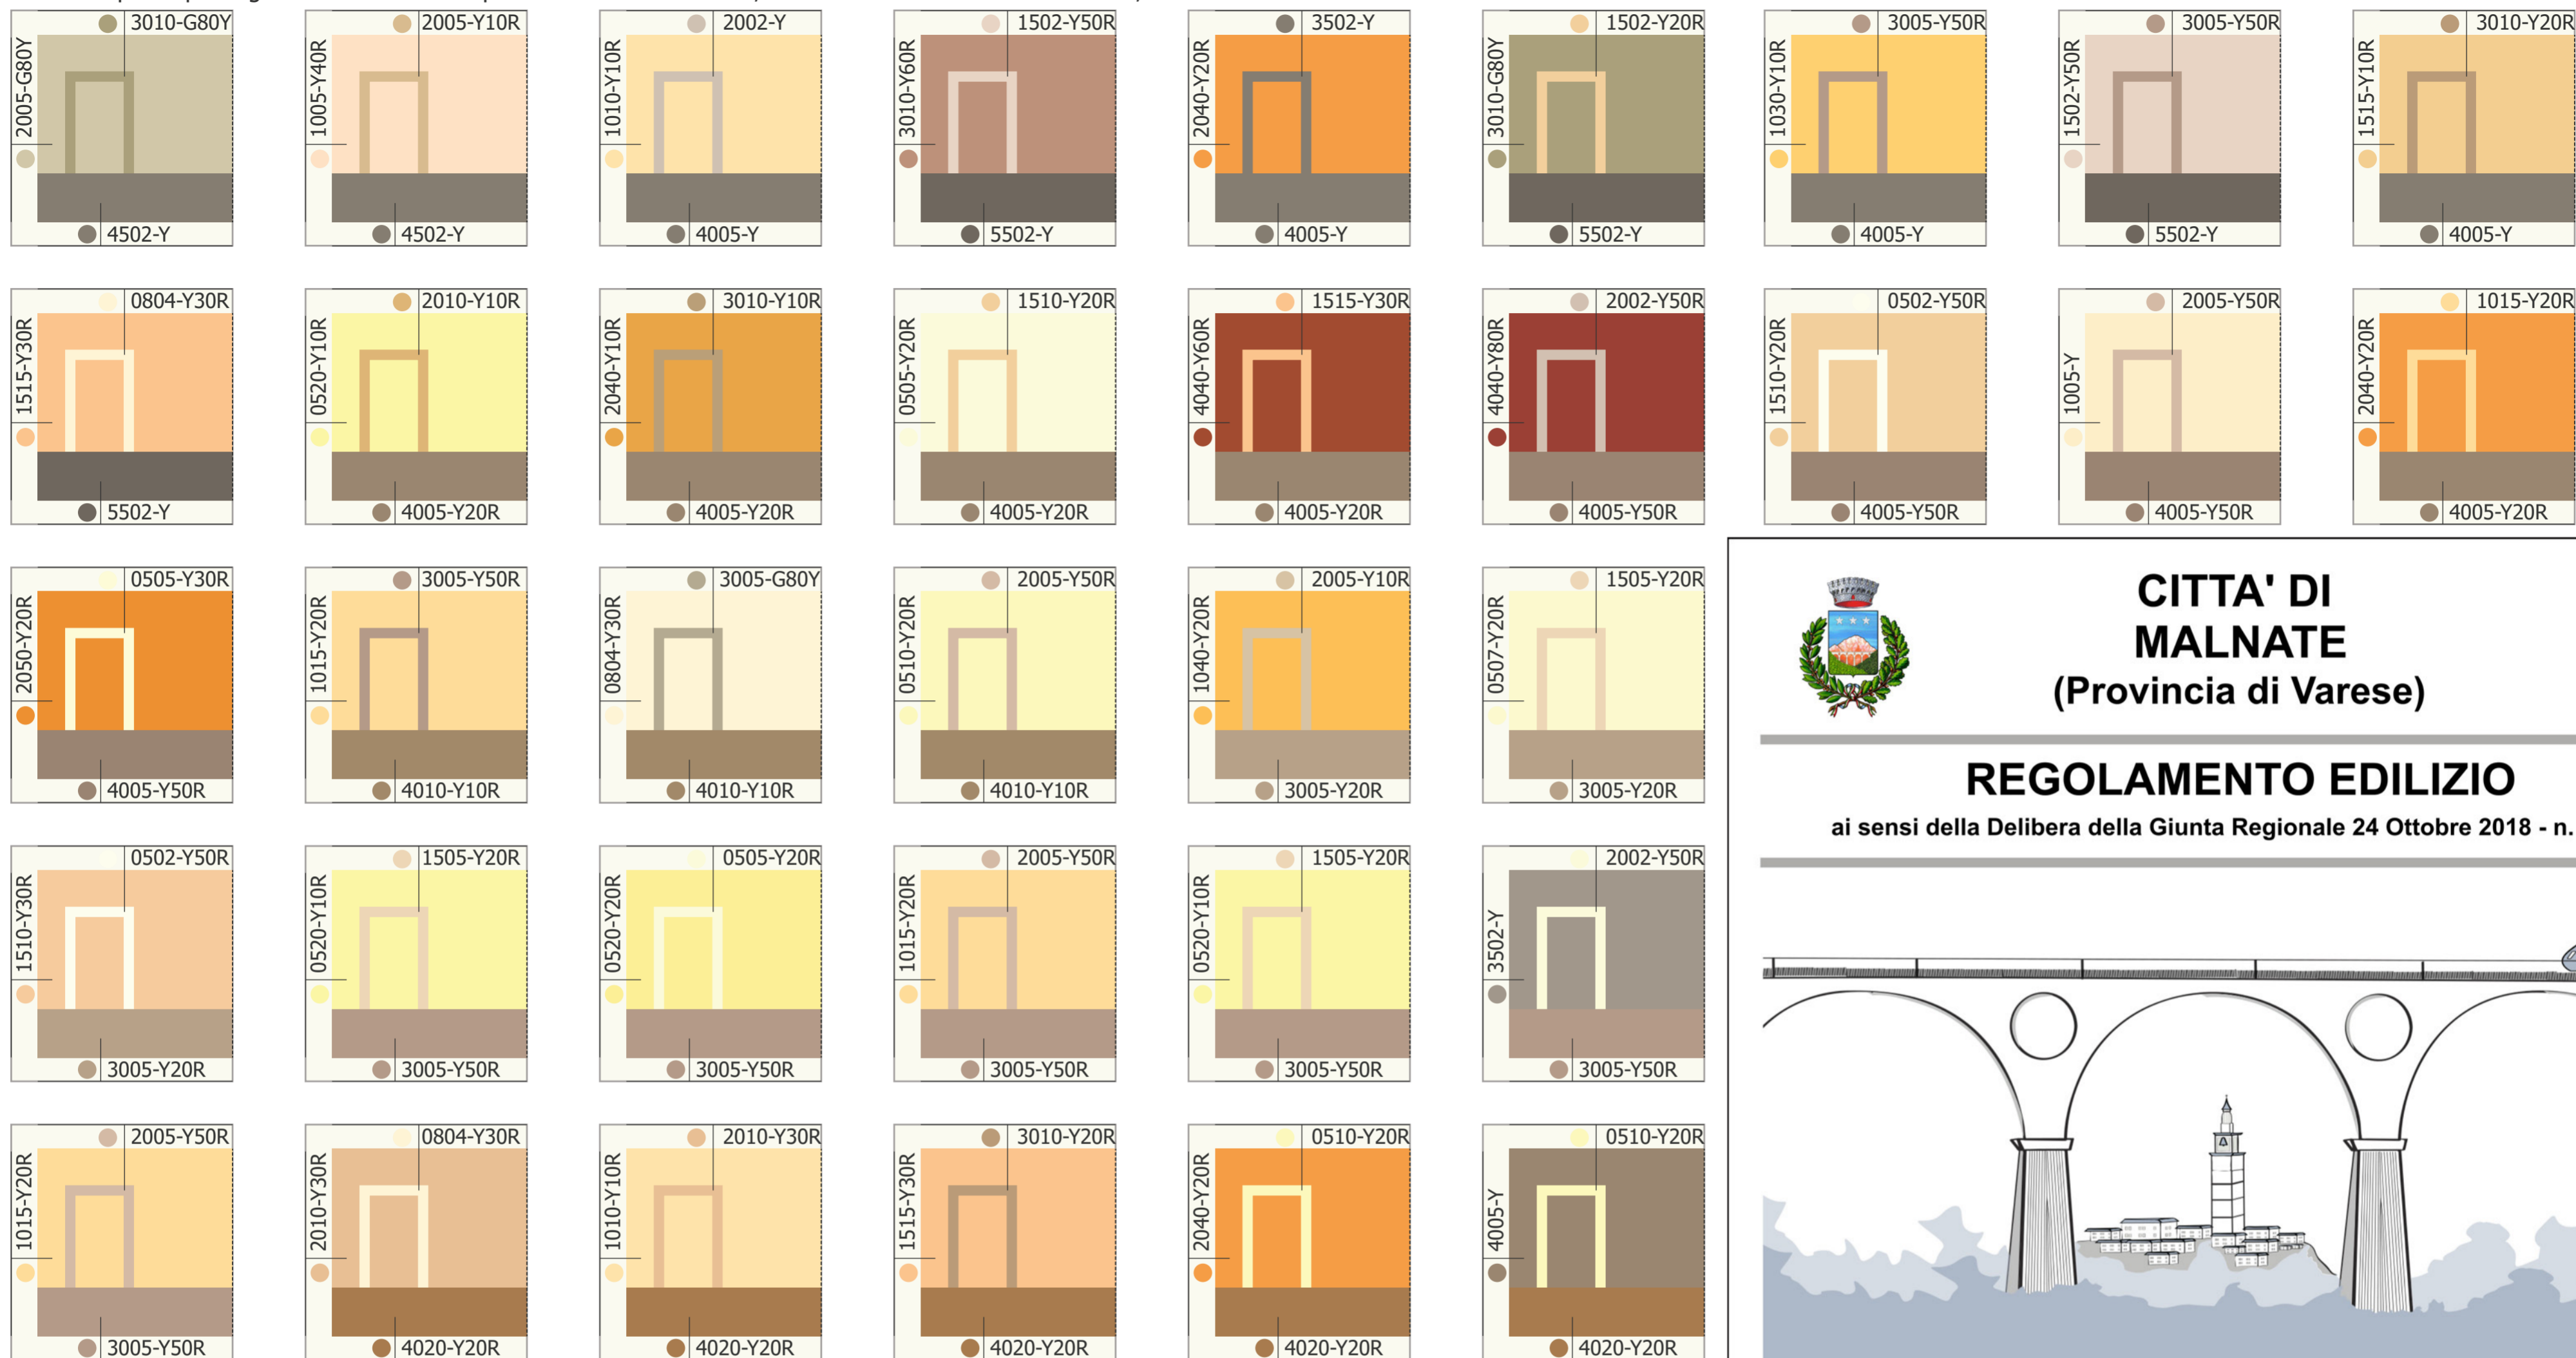 3010-G80Y
2005-G80Y
4502-Y
2005-Y10R
1005-Y40R
4502-Y
2002-Y
1010-Y10R
4005-Y
1502-Y50R
3010-Y60R
5502-Y
3502-Y
2040-Y20R
4005-Y
1502-Y20R
3010-G80Y
5502-Y
3005-Y50R
1030-Y10R
4005-Y
3005-Y50R
1502-Y50R
5502-Y
3010-Y20R
1515-Y10R
4005-Y
0804-Y30R
1515-Y30R
5502-Y
2010-Y10R
0520-Y10R
4005-Y20R
3010-Y10R
2040-Y10R
4005-Y20R
1510-Y20R
0505-Y20R
4005-Y20R
1515-Y30R
4040-Y60R
4005-Y20R
2002-Y50R
4040-Y80R
4005-Y50R
0502-Y50R
1510-Y20R
4005-Y50R
2005-Y50R
1005-Y
4005-Y50R
1015-Y20R
2040-Y20R
4005-Y20R
0505-Y30R
2050-Y20R
4005-Y50R
3005-Y50R
1015-Y20R
4010-Y10R
3005-G80Y
0804-Y30R
4010-Y10R
2005-Y50R
0510-Y20R
4010-Y10R
2005-Y10R
1040-Y20R
3005-Y20R
1505-Y20R
0507-Y20R
3005-Y20R
CITTA' DI
MALNATE
(Provincia di Varese)
REGOLAMENTO EDILIZIO
ai sensi della Delibera della Giunta Regionale 24 Ottobre 2018 - n.
0502-Y50R
1510-Y30R
3005-Y20R
1505-Y20R
0520-Y10R
3005-Y50R
0505-Y20R
0520-Y20R
3005-Y50R
2005-Y50R
1015-Y20R
3005-Y50R
1505-Y20R
0520-Y10R
3005-Y50R
2002-Y50R
3502-Y
3005-Y50R
2005-Y50R
1015-Y20R
3005-Y50R
0804-Y30R
2010-Y30R
4020-Y20R
2010-Y30R
1010-Y10R
4020-Y20R
3010-Y20R
1515-Y30R
4020-Y20R
0510-Y20R
2040-Y20R
4020-Y20R
0510-Y20R
4005-Y
4020-Y20R